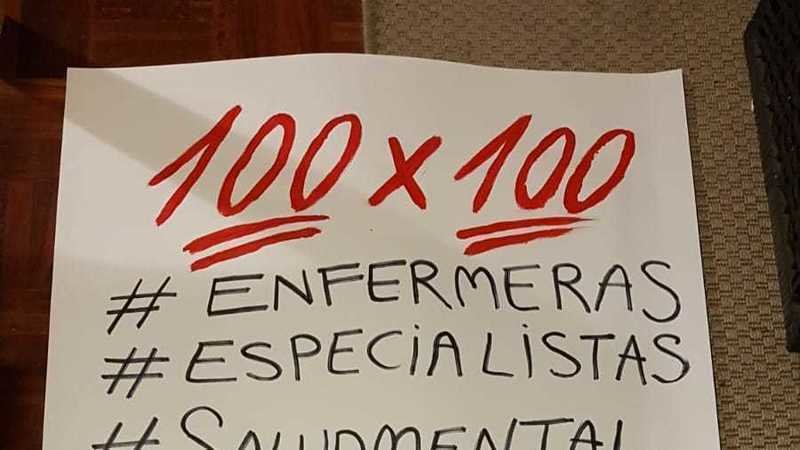 100 x 100
# ENFERMERAS
# ESPECIALISTAS
# SALUDMENTAL